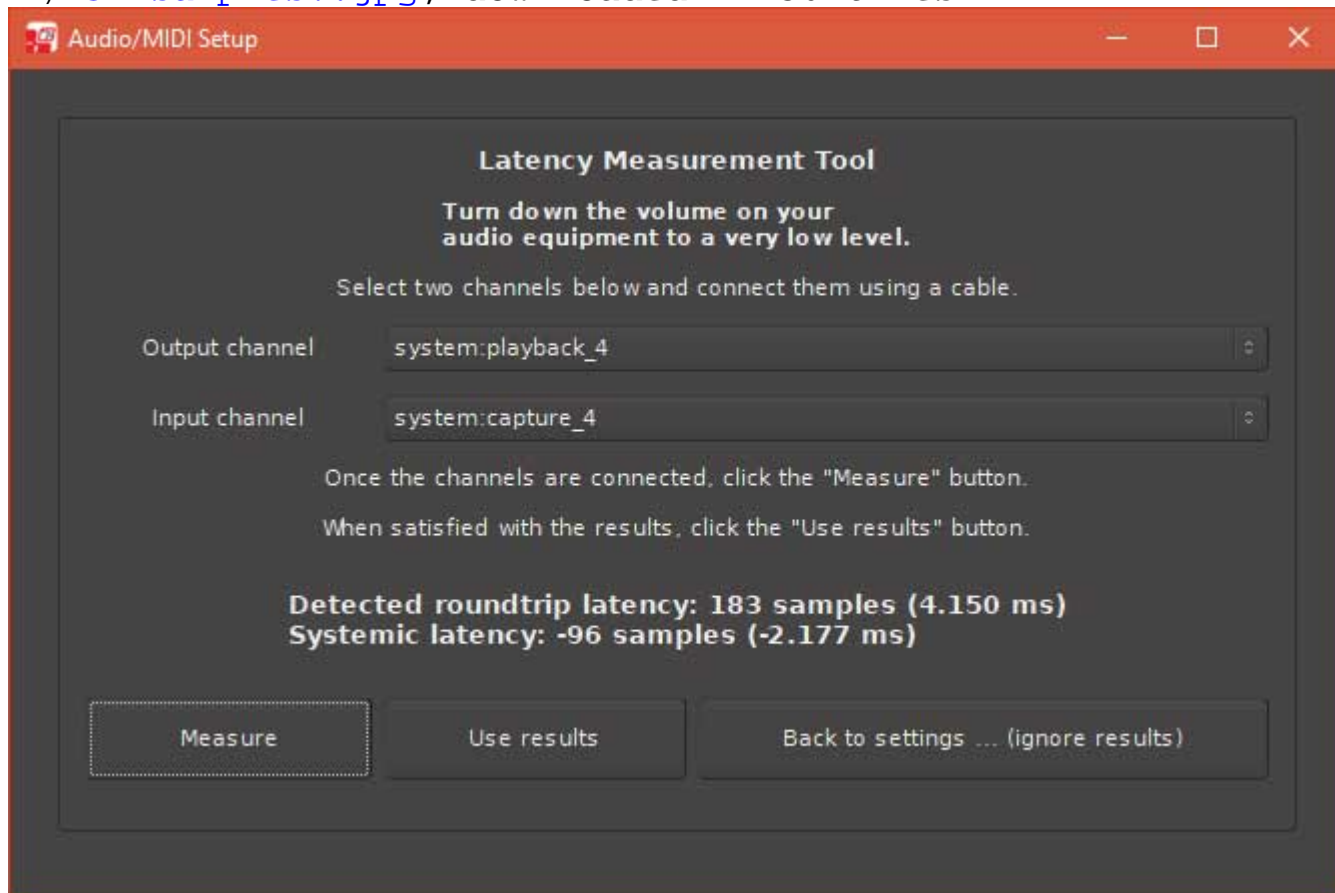 Audio/MIDI Setup
Latency Measurement Tool
Turn down the volume on your
audio equipment to a very low level.
Select two channels below and connect them using a cable.
Output channel system:playback_4
Input channel system:capture_4
Once the channels are connected, click the "Measure" button.
When satisfied with the results, click the "Use results" button.
Detected roundtrip latency: 183 samples (4.150 ms)
Systemic latency: -96 samples (-2.177 ms)
Measure Use results Back to settings ... (ignore results)